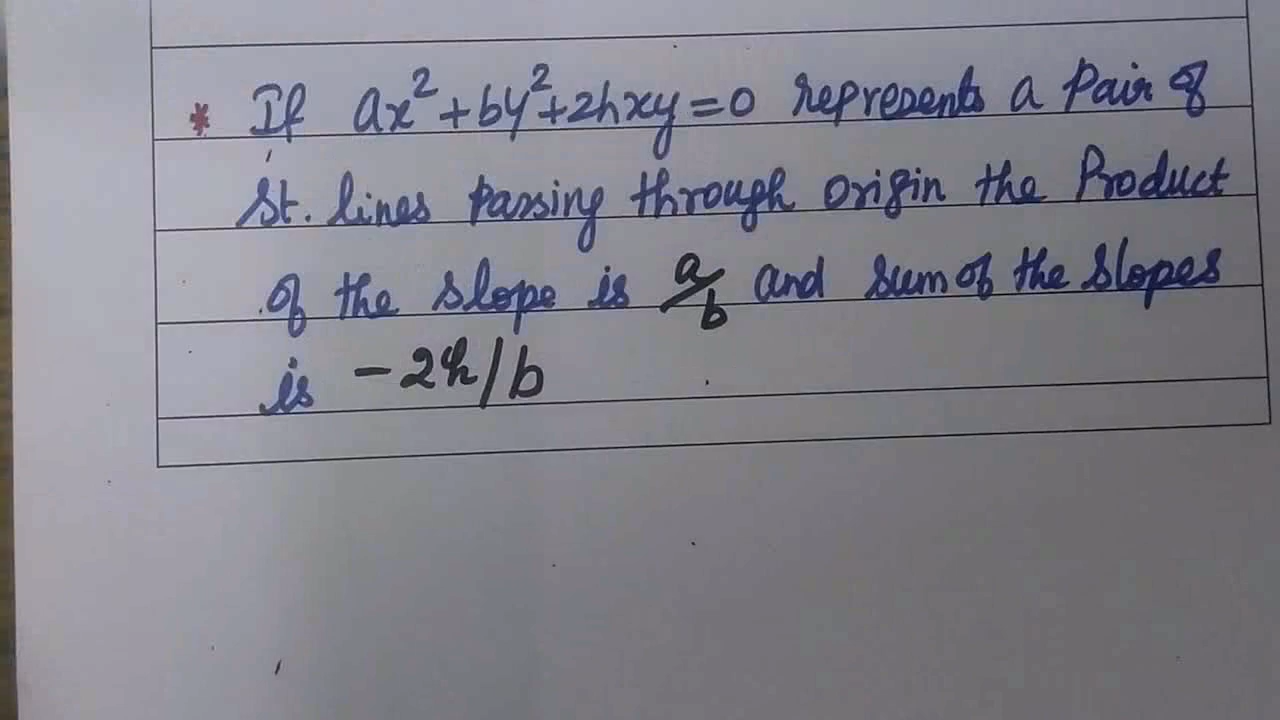 * If ax²+by²+2hxy=0 represents a pair of
st. lines passing through origin the Product
of the slope is a/b and sum of the slopes
is -2h/b